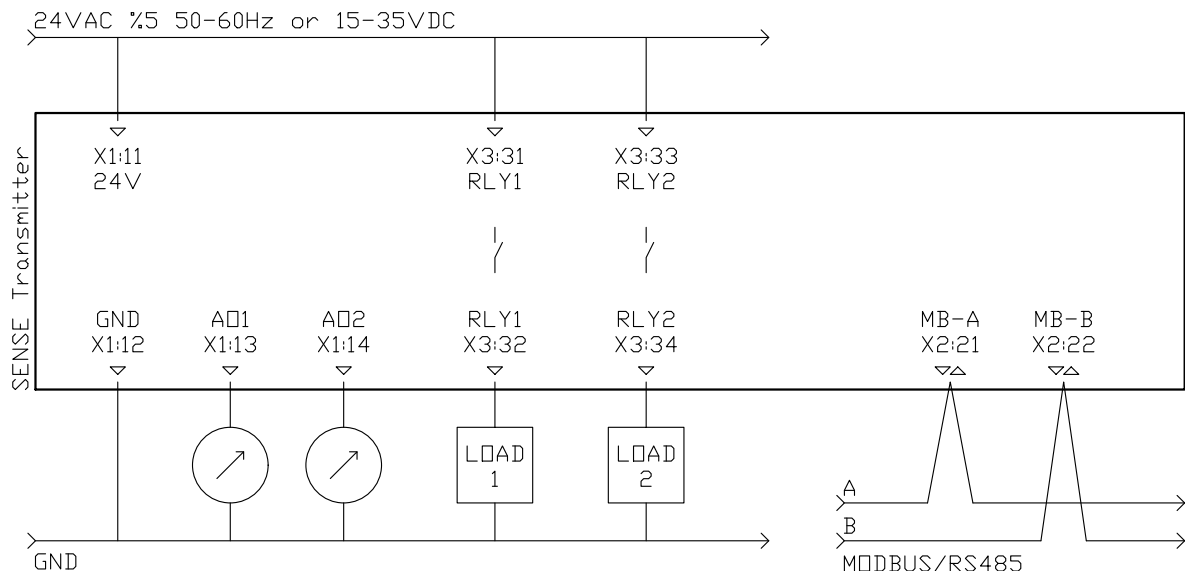 24VAC %5 50-60Hz or 15-35VDC
SENSE Transmitter
X1:11
24V
X3:31
RLY1
X3:33
RLY2
GND
X1:12
AO1
X1:13
AO2
X1:14
RLY1
X3:32
RLY2
X3:34
MB-A
X2:21
MB-B
X2:22
LOAD
1
LOAD
2
A
B
GND
MODBUS/RS485